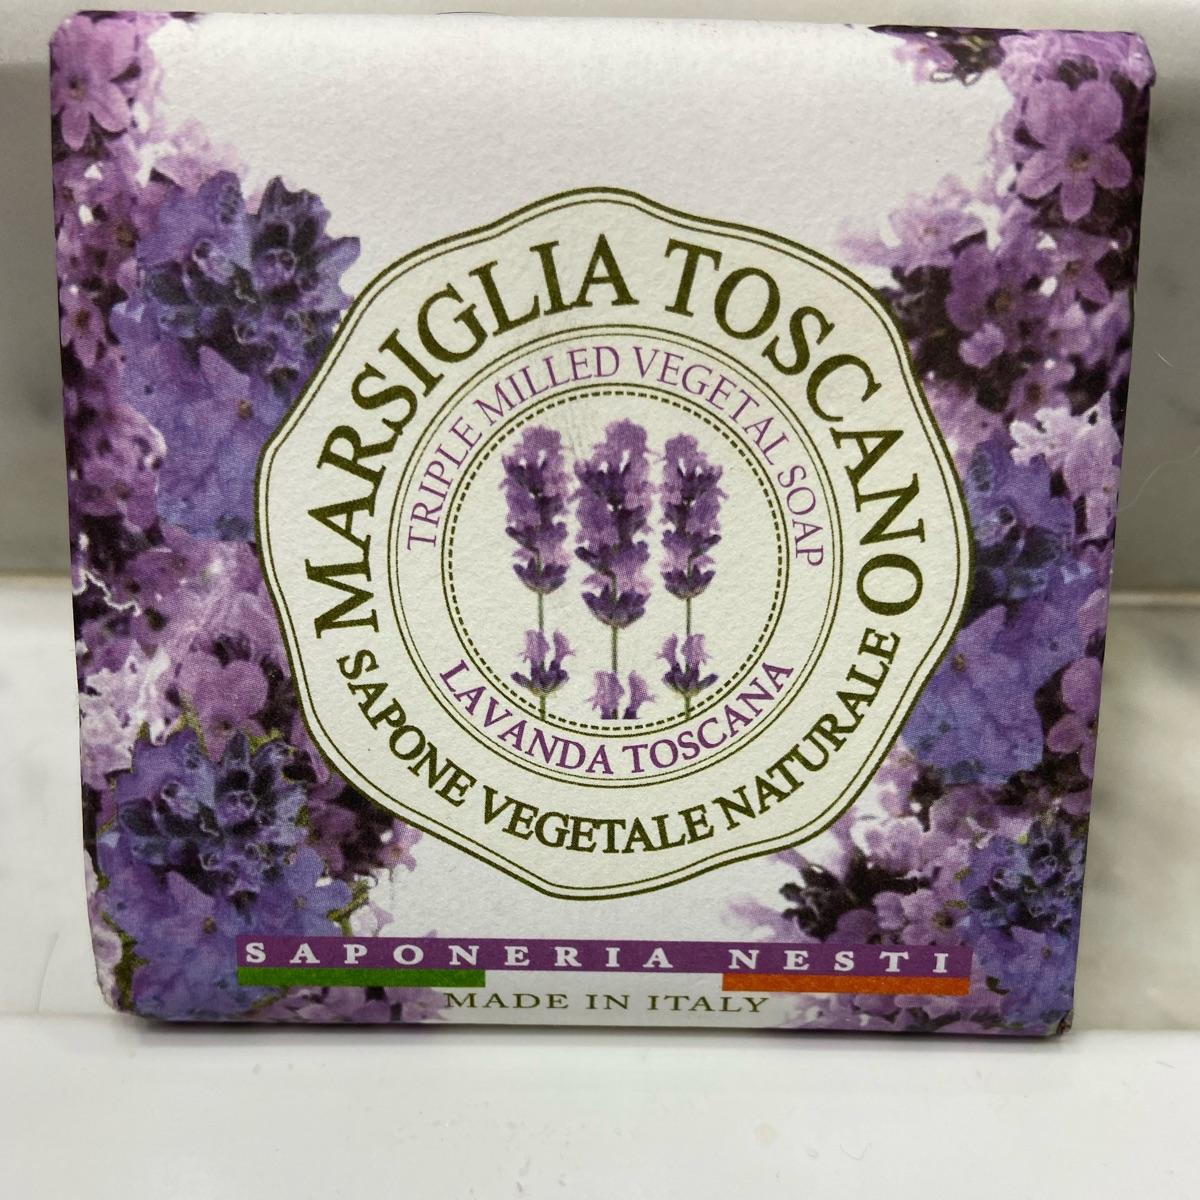 MARSIGLIA TOSCANO
TRIPLE MILLED VEGETAL SOAP
LAVANDA TOSCANA
SAPONE VEGETALE NATURALE
SAPONERIA NESTI
MADE IN ITALY